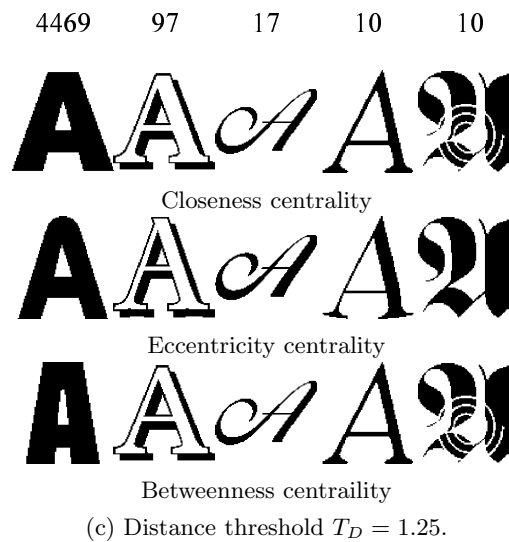 4469 97 17 10 10
A A A A A
Closeness centrality
A A A A A
Eccentricity centrality
A A A A A
Betweenness centraility
(c) Distance threshold T_D = 1.25.